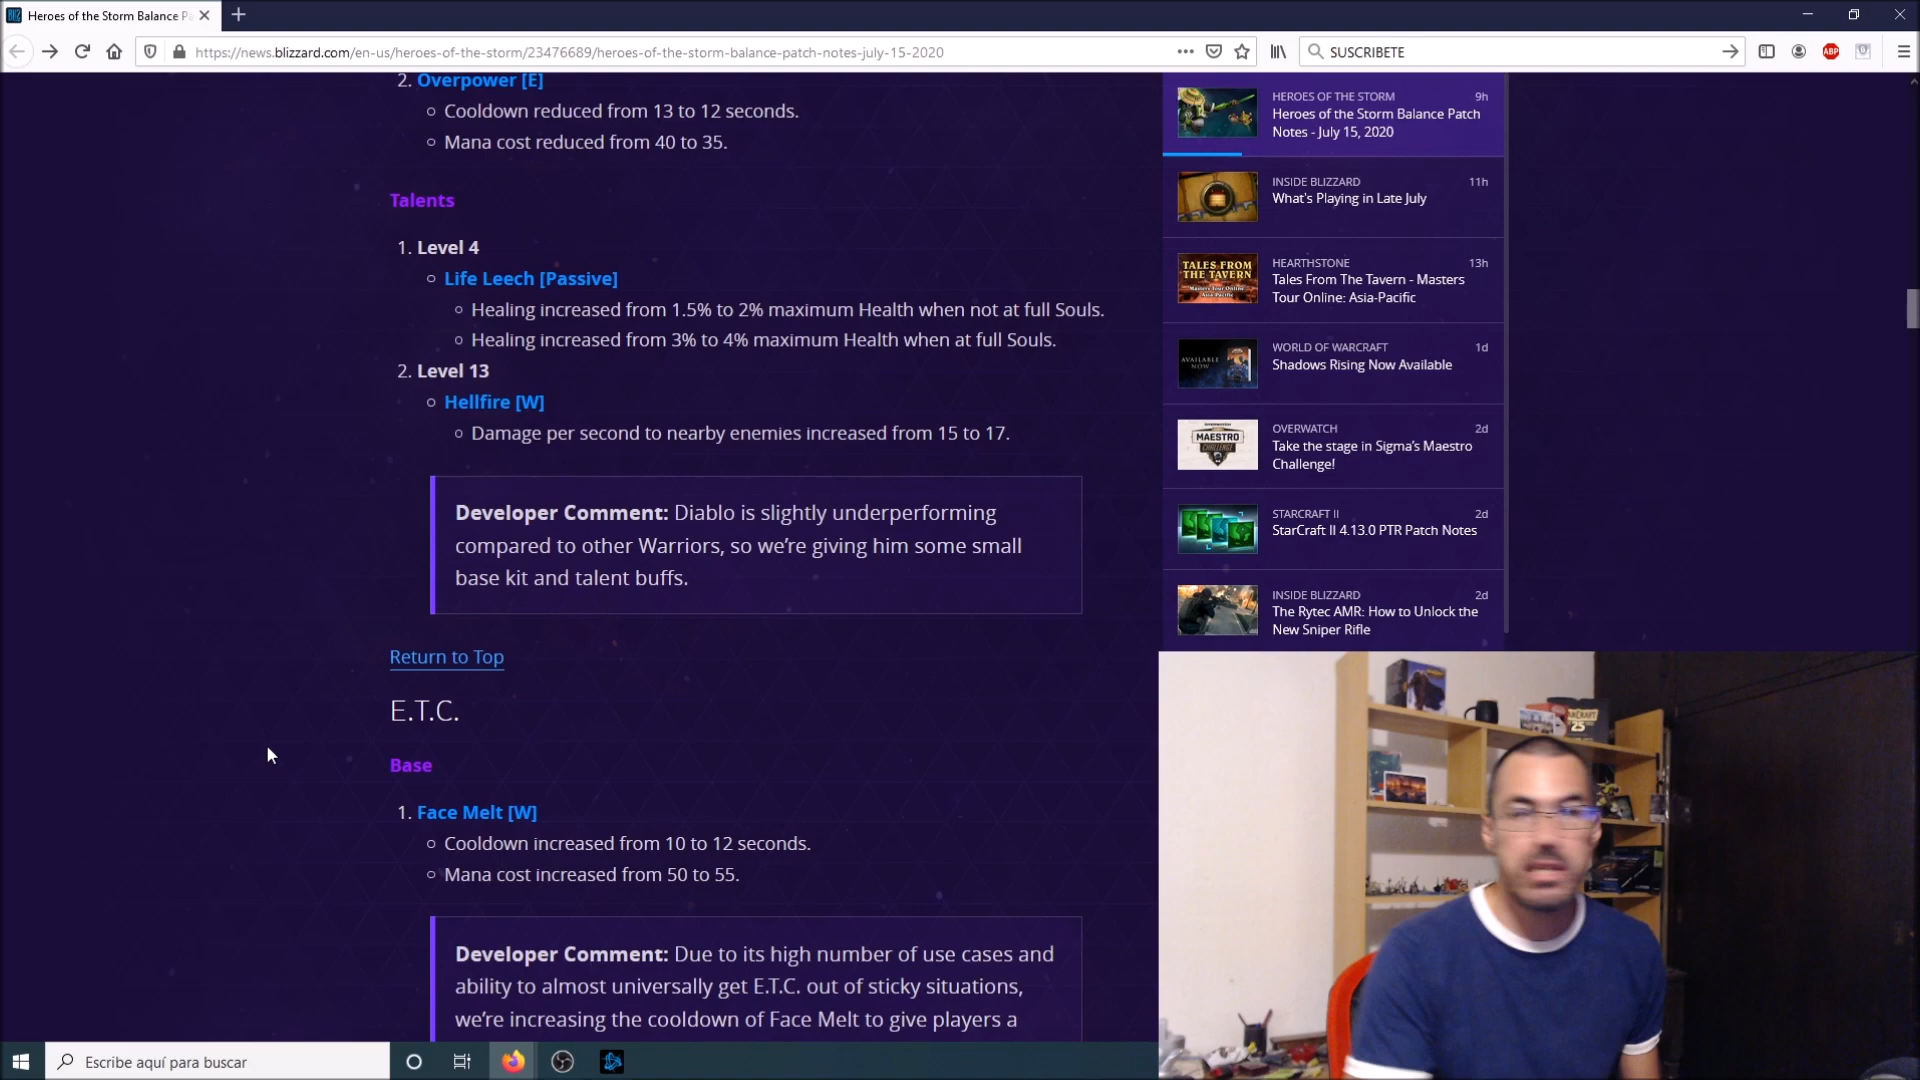 Heroes of the Storm Balance Pa
https://news.blizzard.com/en-us/heroes-of-the-storm/23476689/heroes-of-the-storm-balance-patch-notes-july-15-2020
SUSCRIBETE
ABP
2. Overpower [E]
Cooldown reduced from 13 to 12 seconds.
Mana cost reduced from 40 to 35.
Talents
1. Level 4
Life Leech [Passive]
Healing increased from 1.5% to 2% maximum Health when not at full Souls.
Healing increased from 3% to 4% maximum Health when at full Souls.
2. Level 13
Hellfire [W]
Damage per second to nearby enemies increased from 15 to 17.
Developer Comment: Diablo is slightly underperforming
compared to other Warriors, so we’re giving him some small
base kit and talent buffs.
Return to Top
E.T.C.
Base
1. Face Melt [W]
Cooldown increased from 10 to 12 seconds.
Mana cost increased from 50 to 55.
Developer Comment: Due to its high number of use cases and
ability to almost universally get E.T.C. out of sticky situations,
we’re increasing the cooldown of Face Melt to give players a
HEROES OF THE STORM 9h
Heroes of the Storm Balance Patch
Notes - July 15, 2020
INSIDE BLIZZARD 11h
What's Playing in Late July
TALES FROM
THE TAVERN
HEARTHSTONE 13h
Tales From The Tavern - Masters
Tour Online: Asia-Pacific
AVAILABLE
NOW
WORLD OF WARCRAFT 1d
Shadows Rising Now Available
MAESTRO
CHALLENGE
OVERWATCH 2d
Take the stage in Sigma’s Maestro
Challenge!
STARCRAFT II 2d
StarCraft II 4.13.0 PTR Patch Notes
INSIDE BLIZZARD 2d
The Rytec AMR: How to Unlock the
New Sniper Rifle
25
Escribe aquí para buscar